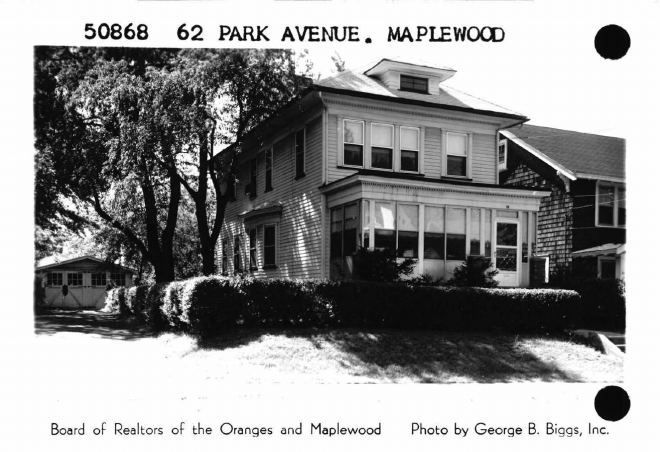 50868 62 PARK AVENUE. MAPLEWOOD
Board of Realtors of the Oranges and Maplewood Photo by George B. Biggs, Inc.